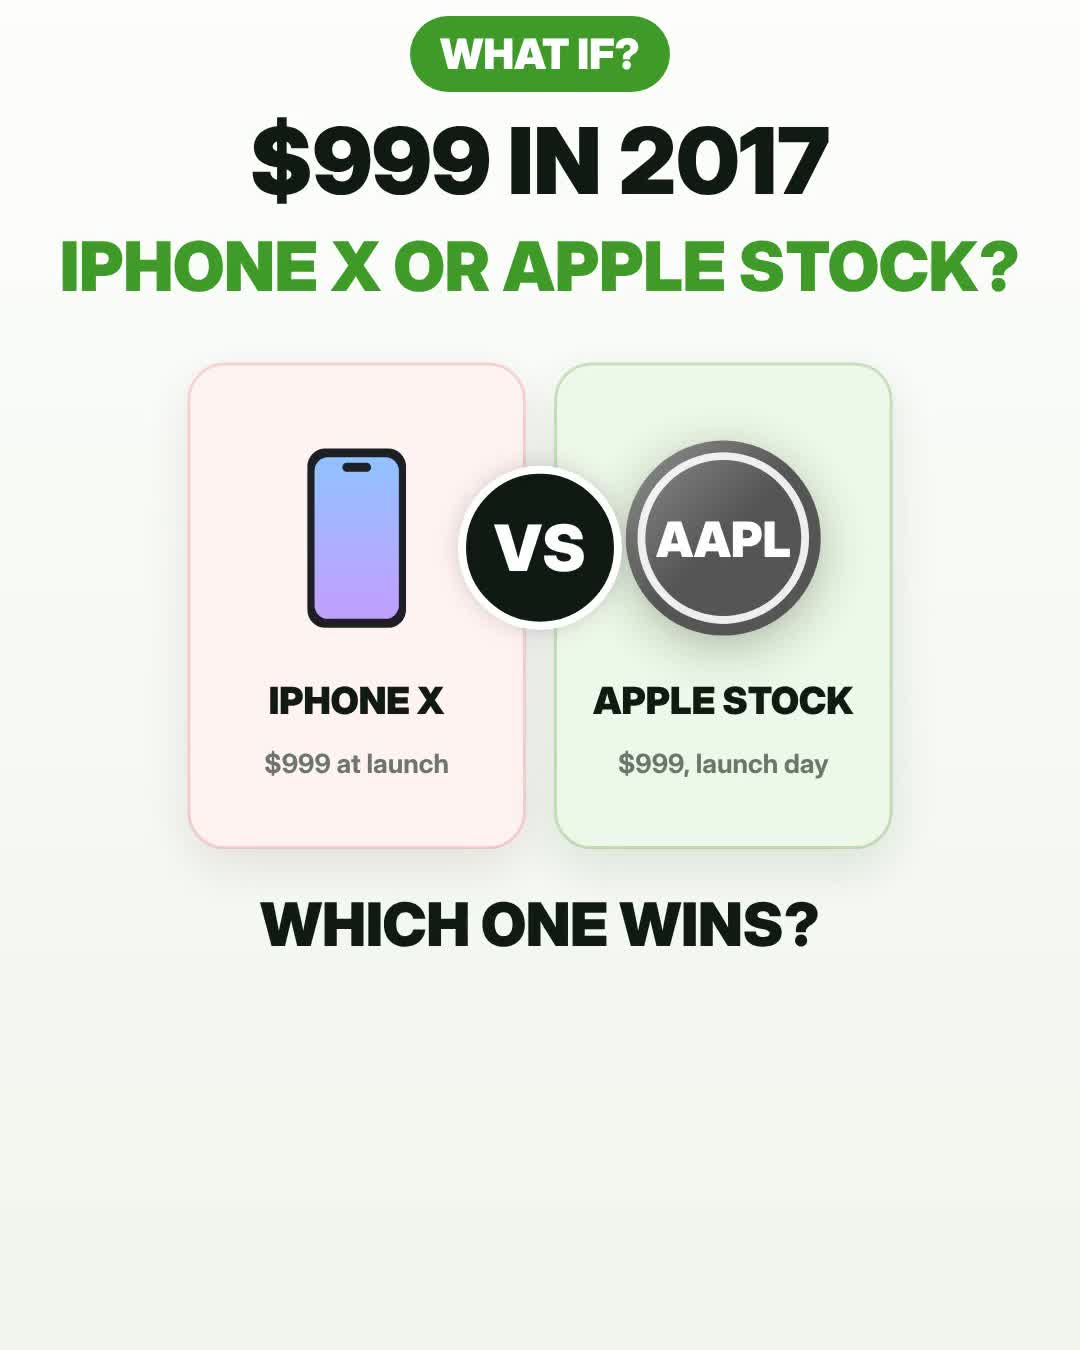 WHAT IF?
$999 IN 2017
IPHONE X OR APPLE STOCK?
VS
AAPL
IPHONE X
$999 at launch
APPLE STOCK
$999, launch day
WHICH ONE WINS?